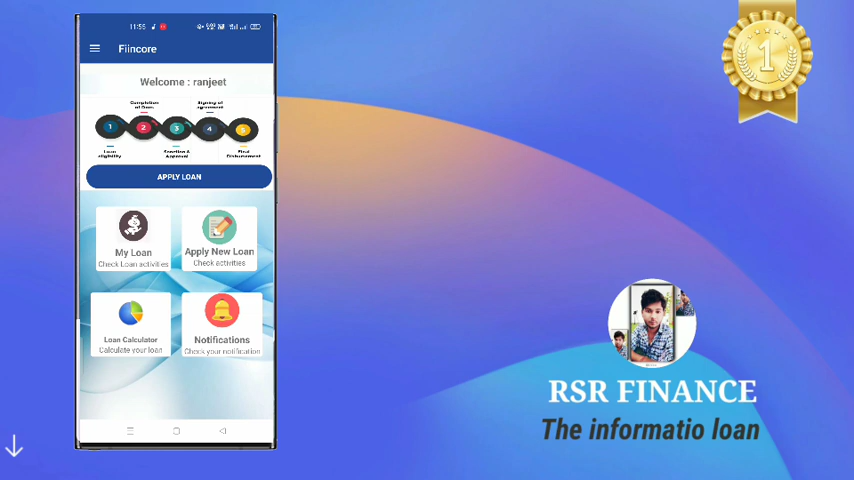 11:55
Fiincore
Welcome : ranjeet
Completion
of Docs
Signing of
agreement
1 2 3 4 5
Loan
eligibility
Sanction &
Approval
Final
Disbursement
APPLY LOAN
My Loan
Check Loan activities
Apply New Loan
Check activities
Loan Calculator
Calculate your loan
Notifications
Check your notification
1
RSR FINANCE
The informatio loan